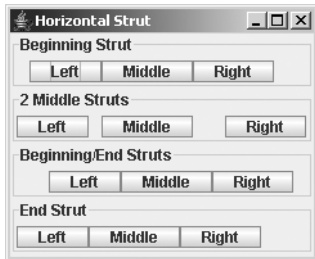 Horizontal Strut
Beginning Strut
Left Middle Right
2 Middle Struts
Left Middle Right
Beginning/End Struts
Left Middle Right
End Strut
Left Middle Right